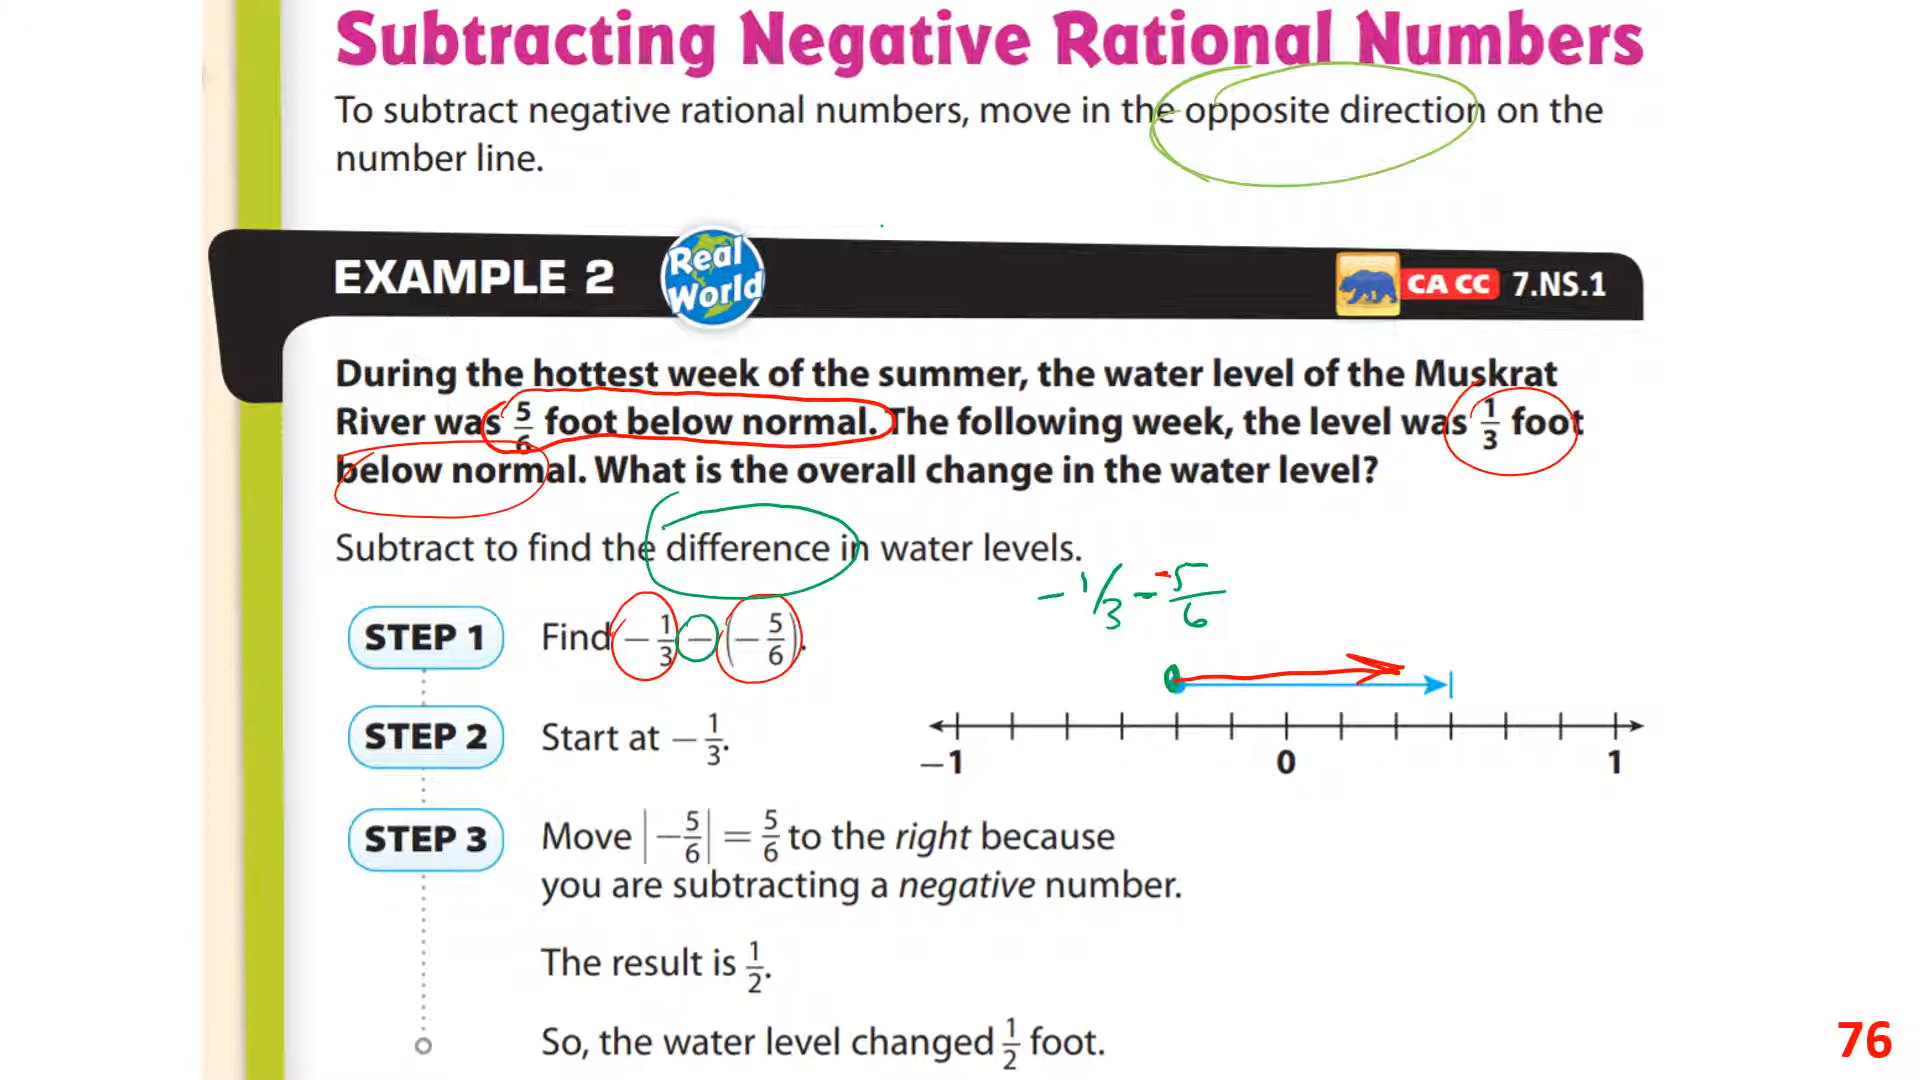 Subtracting Negative Rational Numbers
To subtract negative rational numbers, move in the opposite direction on the
number line.
EXAMPLE 2 Real World CA CC 7.NS.1
During the hottest week of the summer, the water level of the Muskrat
River was 5/6 foot below normal. The following week, the level was 1/3 foot
below normal. What is the overall change in the water level?
Subtract to find the difference in water levels.
- 1/3 - -5/6
STEP 1 Find −1/3 − (−5/6).
STEP 2 Start at −1/3.
−1 0 1
STEP 3 Move |−5/6| = 5/6 to the right because
you are subtracting a negative number.
The result is 1/2.
So, the water level changed 1/2 foot.
76